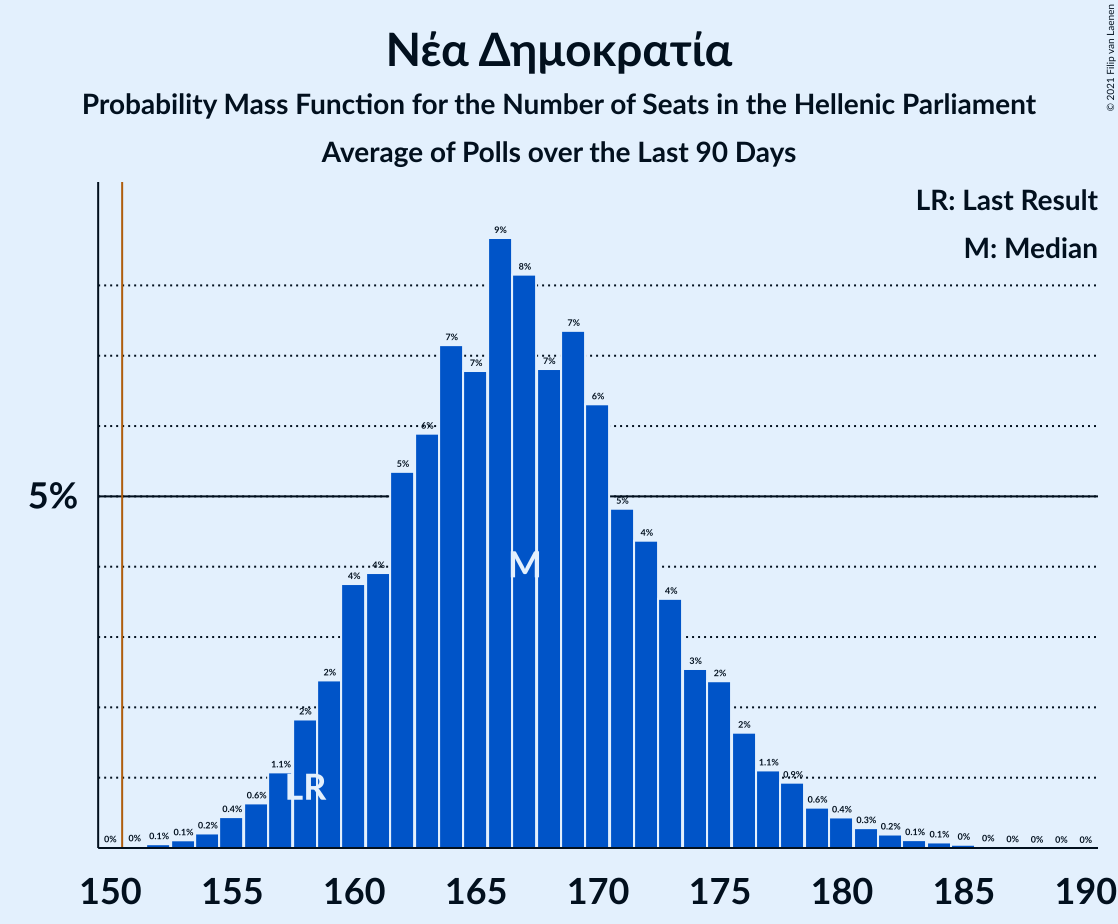 Νέα Δημοκρατία
Probability Mass Function for the Number of Seats in the Hellenic Parliament
Average of Polls over the Last 90 Days
© 2021 Filip van Laenen
LR: Last Result
M: Median
5%
0% 0% 0.1% 0.1% 0.2% 0.4% 0.6% 1.1% 2% 2% 4% 4% 5% 6% 7% 7% 9% 8% 7% 7% 6% 5% 4% 4% 3% 2% 2% 1.1% 0.9% 0.6% 0.4% 0.3% 0.2% 0.1% 0.1% 0% 0% 0% 0% 0% 0%
M
LR
150 155 160 165 170 175 180 185 190